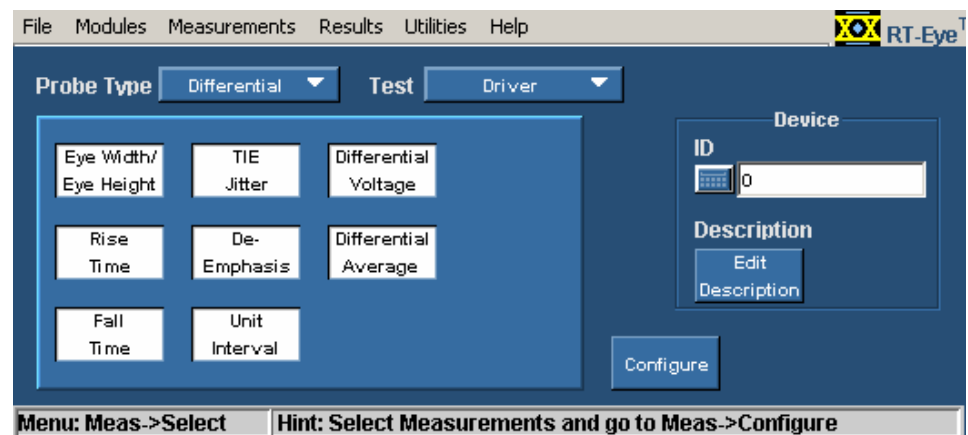 File Modules Measurements Results Utilities Help
RT-Eye
Probe Type Differential Test Driver
Eye Width/
Eye Height
TIE
Jitter
Differential
Voltage
Rise
Time
De-
Emphasis
Differential
Average
Fall
Time
Unit
Interval
Device
ID
0
Description
Edit
Description
Configure
Menu: Meas->Select Hint: Select Measurements and go to Meas->Configure